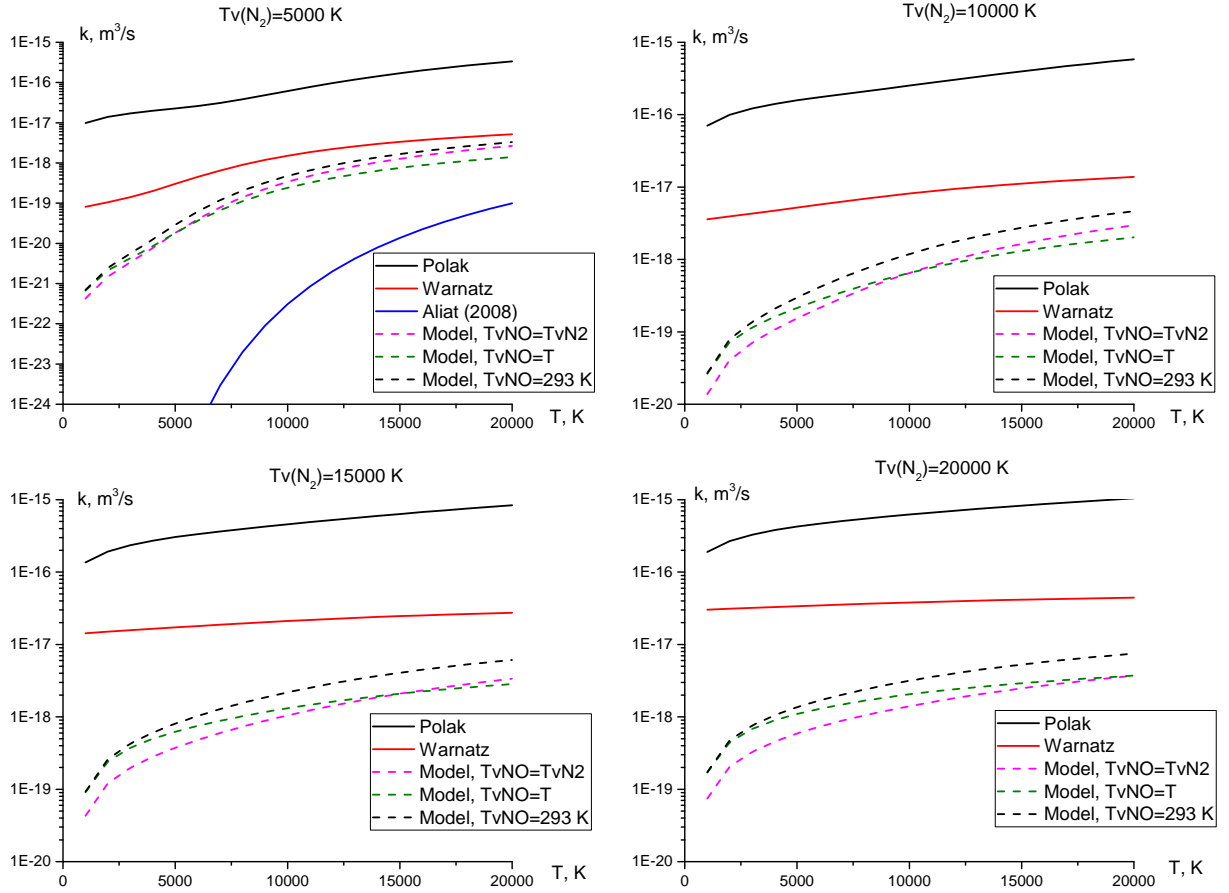 Tv(N₂)=5000 K
k, m³/s
1E-15
1E-16
1E-17
1E-18
1E-19
1E-20
1E-21
1E-22
1E-23
1E-24
Polak
Warnatz
Aliat (2008)
Model, TvNO=TvN2
Model, TvNO=T
Model, TvNO=293 K
0 5000 10000 15000 20000
T, K
Tv(N₂)=10000 K
k, m³/s
1E-15
1E-16
1E-17
1E-18
1E-19
1E-20
Polak
Warnatz
Model, TvNO=TvN2
Model, TvNO=T
Model, TvNO=293 K
0 5000 10000 15000 20000
T, K
Tv(N₂)=15000 K
k, m³/s
1E-15
1E-16
1E-17
1E-18
1E-19
1E-20
Polak
Warnatz
Model, TvNO=TvN2
Model, TvNO=T
Model, TvNO=293 K
0 5000 10000 15000 20000
T, K
Tv(N₂)=20000 K
k, m³/s
1E-15
1E-16
1E-17
1E-18
1E-19
1E-20
Polak
Warnatz
Model, TvNO=TvN2
Model, TvNO=T
Model, TvNO=293 K
0 5000 10000 15000 20000
T, K